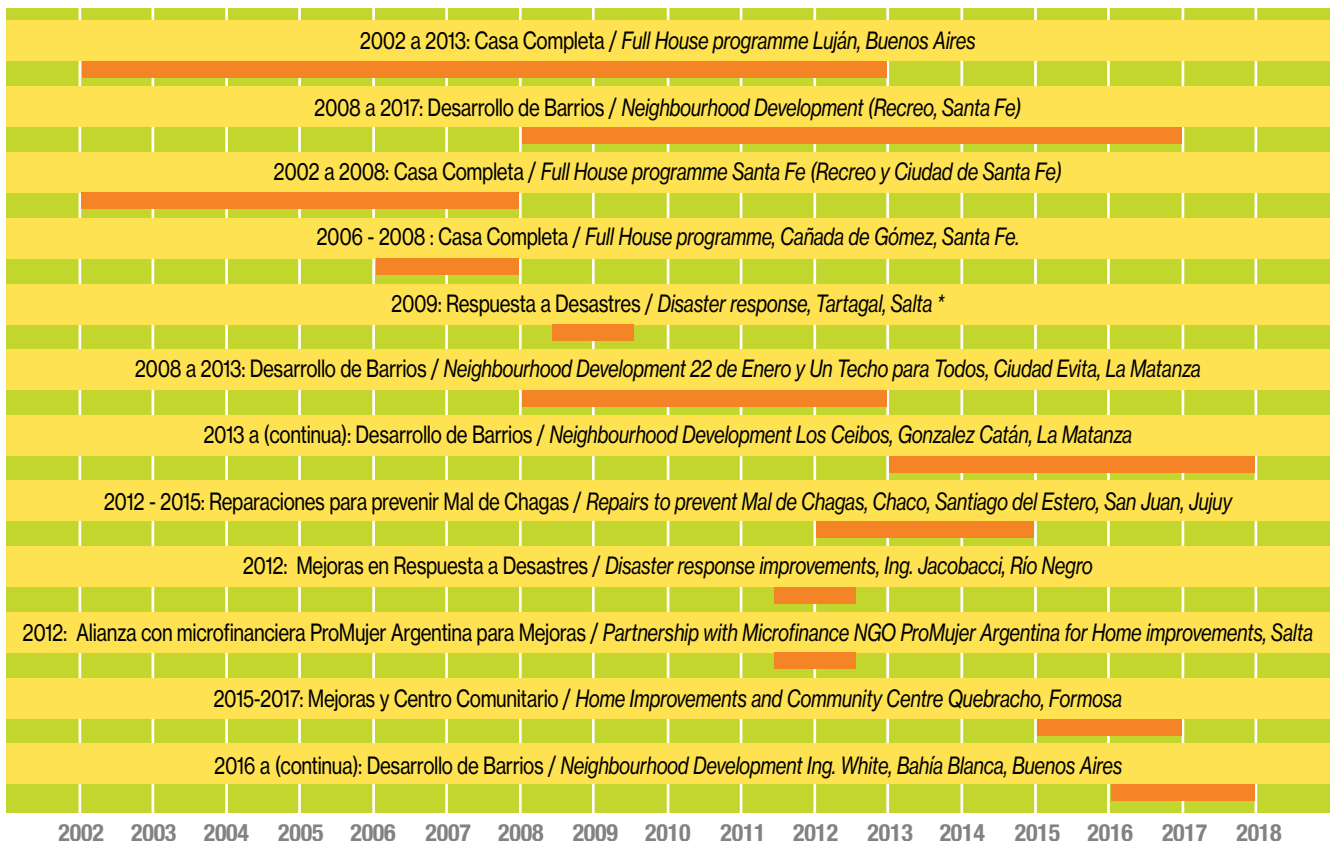 2002 a 2013: Casa Completa / Full House programme Luján, Buenos Aires
2008 a 2017: Desarrollo de Barrios / Neighbourhood Development (Recreo, Santa Fe)
2002 a 2008: Casa Completa / Full House programme Santa Fe (Recreo y Ciudad de Santa Fe)
2006 - 2008 : Casa Completa / Full House programme, Cañada de Gómez, Santa Fe.
2009: Respuesta a Desastres / Disaster response, Tartagal, Salta *
2008 a 2013: Desarrollo de Barrios / Neighbourhood Development 22 de Enero y Un Techo para Todos, Ciudad Evita, La Matanza
2013 a (continua): Desarrollo de Barrios / Neighbourhood Development Los Ceibos, Gonzalez Catán, La Matanza
2012 - 2015: Reparaciones para prevenir Mal de Chagas / Repairs to prevent Mal de Chagas, Chaco, Santiago del Estero, San Juan, Jujuy
2012: Mejoras en Respuesta a Desastres / Disaster response improvements, Ing. Jacobacci, Río Negro
2012: Alianza con microfinanciera ProMujer Argentina para Mejoras / Partnership with Microfinance NGO ProMujer Argentina for Home improvements, Salta
2015-2017: Mejoras y Centro Comunitario / Home Improvements and Community Centre Quebracho, Formosa
2016 a (continua): Desarrollo de Barrios / Neighbourhood Development Ing. White, Bahía Blanca, Buenos Aires
2002 2003 2004 2005 2006 2007 2008 2009 2010 2011 2012 2013 2014 2015 2016 2017 2018